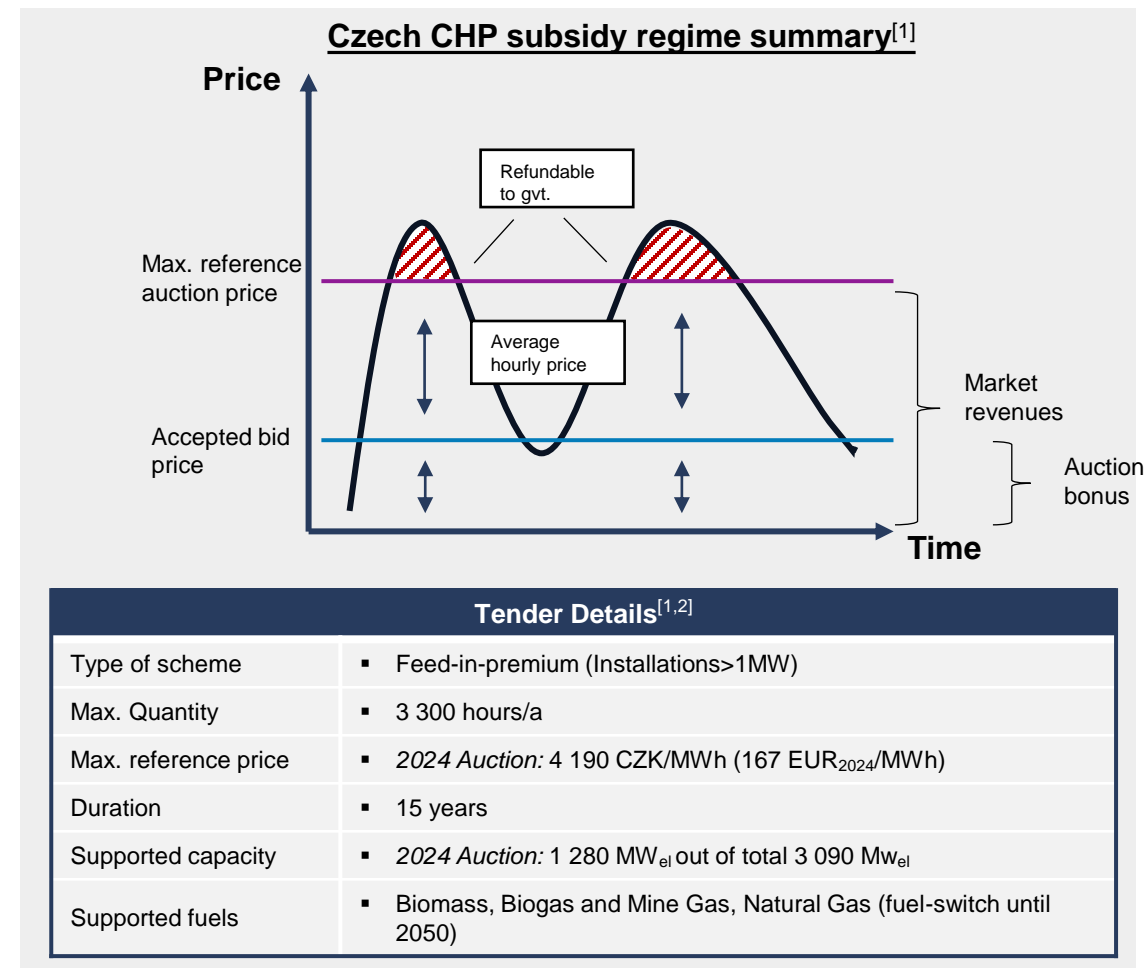 Czech CHP subsidy regime summary[1]
Price
Refundable
to gvt.
Max. reference
auction price
Average
hourly price
Market
revenues
Accepted bid
price
Auction
bonus
Time
Tender Details[1,2]
Type of scheme
▪ Feed-in-premium (Installations>1MW)
Max. Quantity
▪ 3 300 hours/a
Max. reference price
▪ 2024 Auction: 4 190 CZK/MWh (167 EUR2024/MWh)
Duration
▪ 15 years
Supported capacity
▪ 2024 Auction: 1 280 MWel out of total 3 090 Mwel
Supported fuels
▪ Biomass, Biogas and Mine Gas, Natural Gas (fuel-switch until
2050)